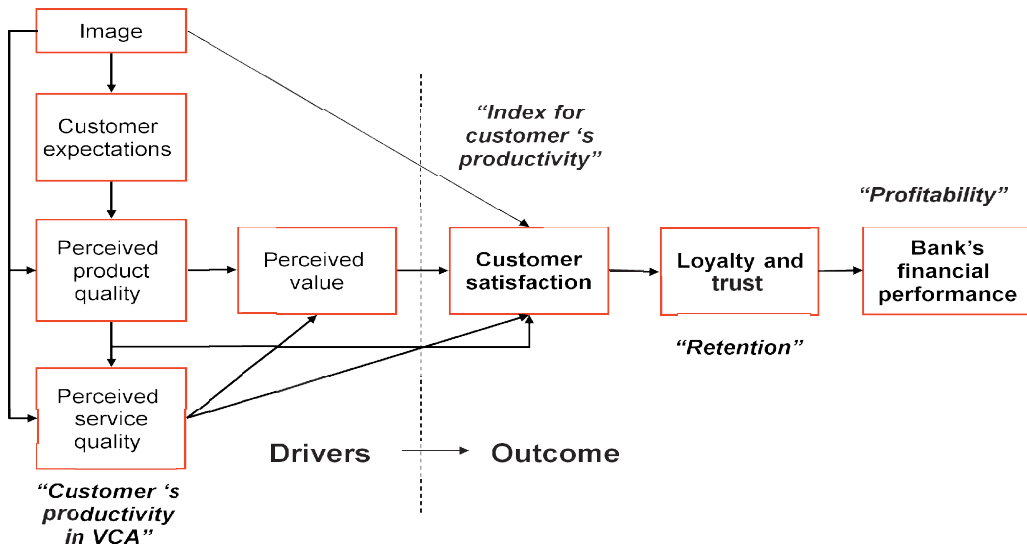 Image
Customer
expectations
Perceived
product
quality
Perceived
service
quality
“Customer ‘s
productivity
in VCA”
Perceived
value
Drivers
Outcome
“Index for
customer ‘s
productivity”
Customer
satisfaction
Loyalty and
trust
“Retention”
“Profitability”
Bank’s
financial
performance